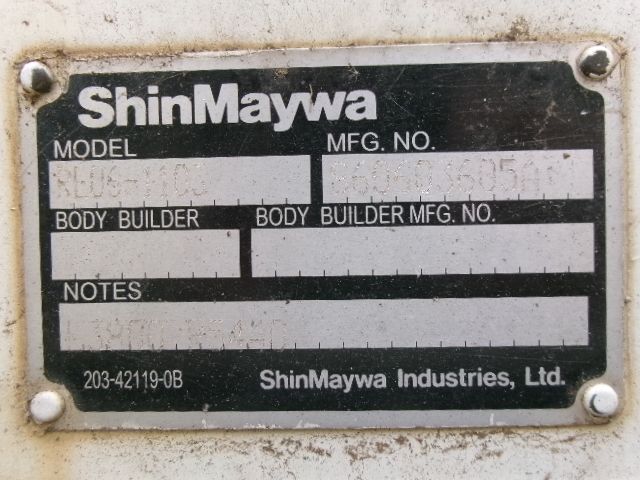 ShinMaywa
MODEL MFG. NO.
BODY BUILDER BODY BUILDER MFG. NO.
NOTES
203-42119-0B ShinMaywa Industries, Ltd.